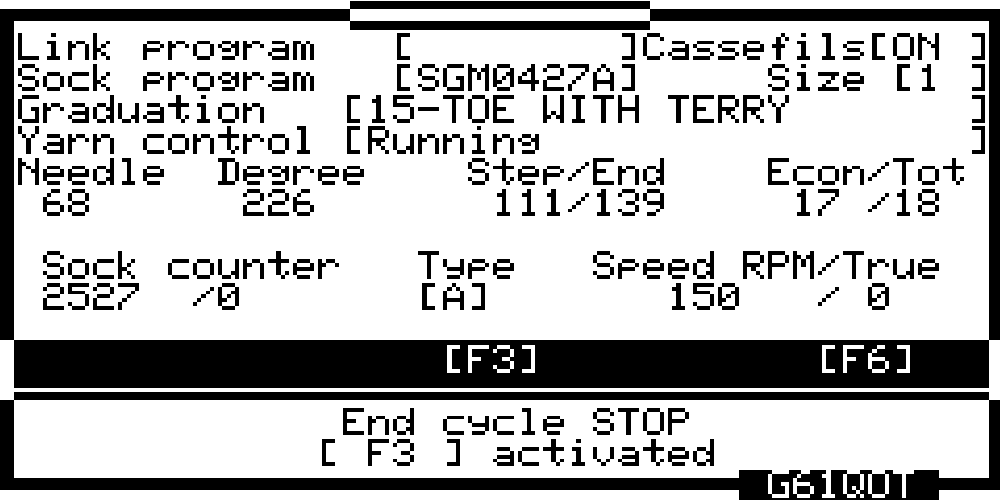 Link program [ ]Cassefils[ON ]
Sock program [SGM0427A] Size [1 ]
Graduation [15-TOE WITH TERRY ]
Yarn control [Running ]
Needle Degree Step/End Econ/Tot
68 226 111/139 17 /18
Sock counter Type Speed RPM/True
2527 /0 [A] 150 / 0
[F3] [F6]
End cycle STOP
[ F3 ] activated
G61QUT